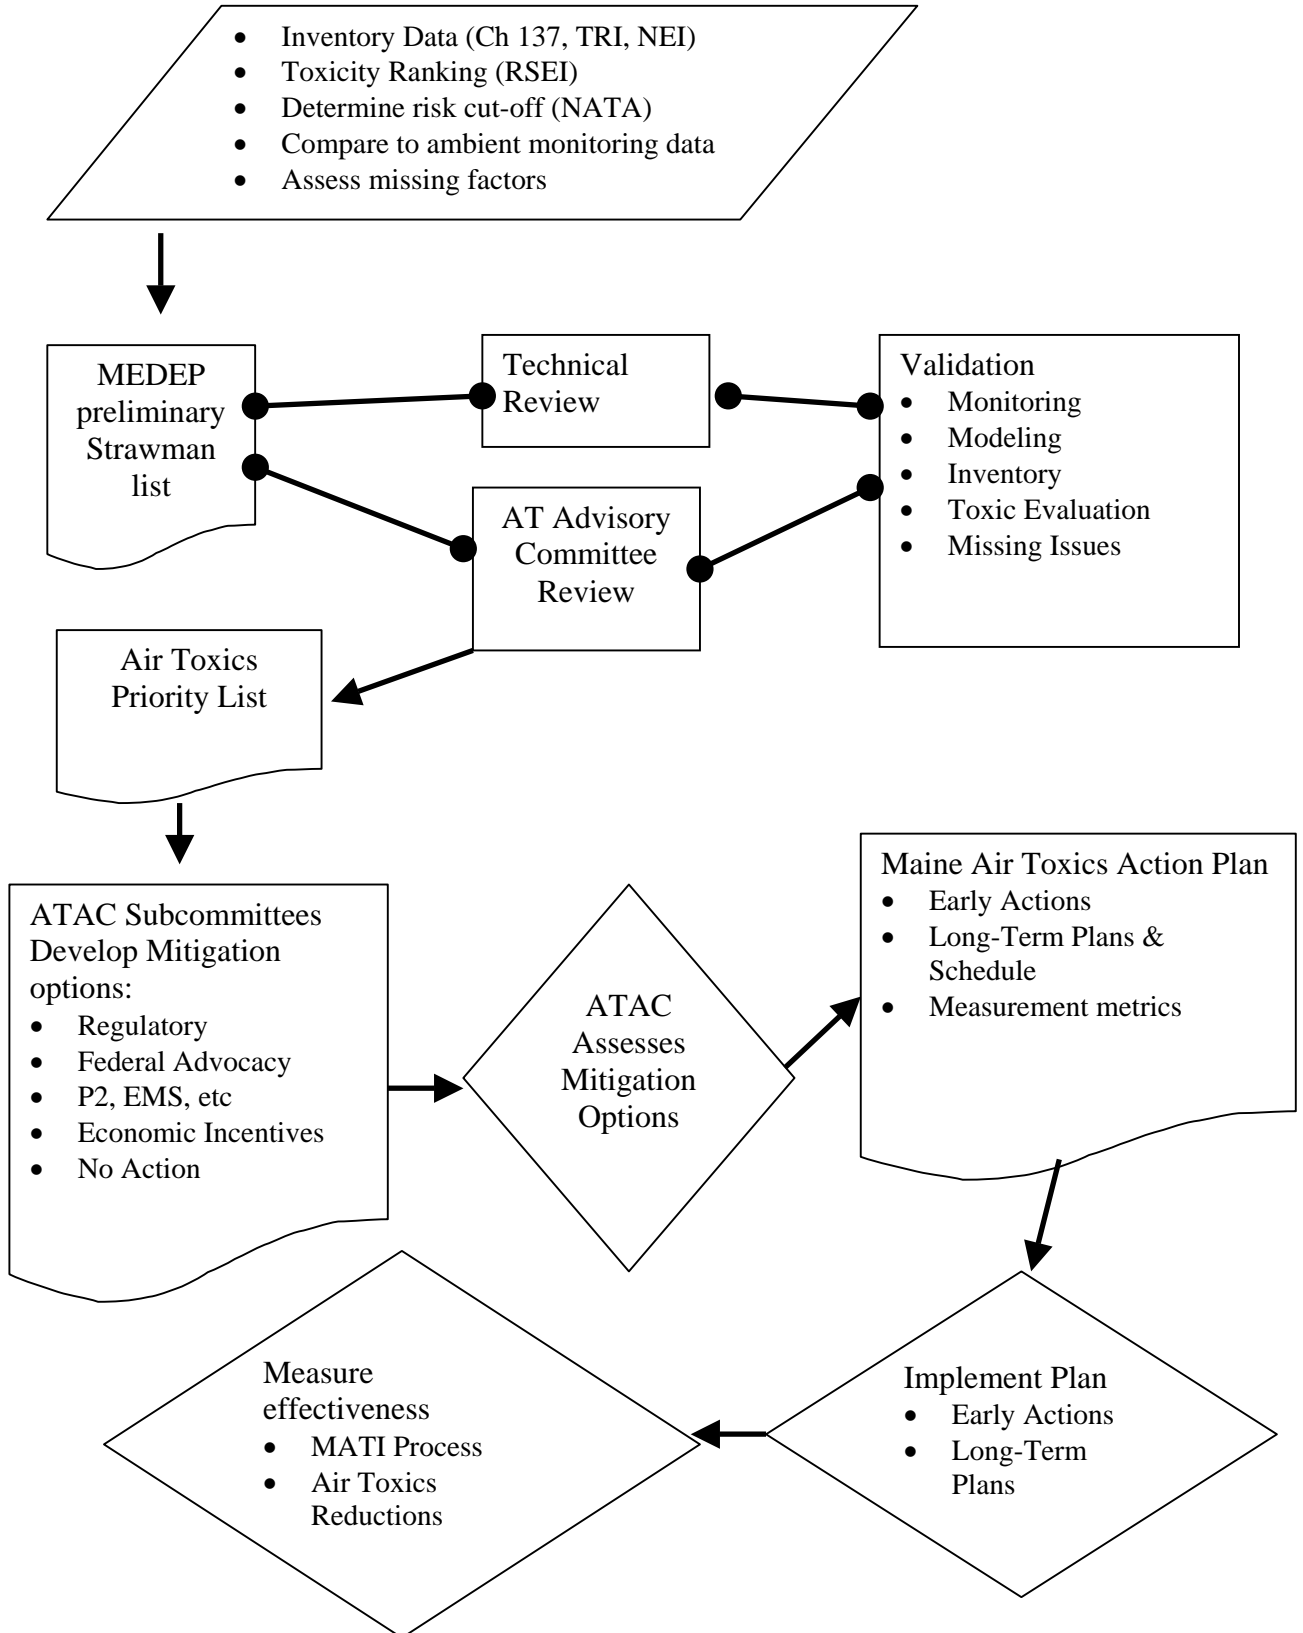 • Inventory Data (Ch 137, TRI, NEI)
• Toxicity Ranking (RSEI)
• Determine risk cut-off (NATA)
• Compare to ambient monitoring data
• Assess missing factors
MEDEP
preliminary
Strawman
list
Technical
Review
Validation
• Monitoring
• Modeling
• Inventory
• Toxic Evaluation
• Missing Issues
AT Advisory
Committee
Review
Air Toxics
Priority List
ATAC Subcommittees
Develop Mitigation
options:
• Regulatory
• Federal Advocacy
• P2, EMS, etc
• Economic Incentives
• No Action
ATAC
Assesses
Mitigation
Options
Maine Air Toxics Action Plan
• Early Actions
• Long-Term Plans &
Schedule
• Measurement metrics
Implement Plan
• Early Actions
• Long-Term
Plans
Measure
effectiveness
• MATI Process
• Air Toxics
Reductions